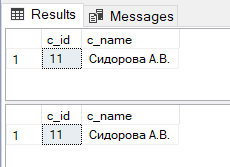 Results Messages
c_id c_name
1 11 Сидорова А.В.
c_id c_name
1 11 Сидорова А.В.